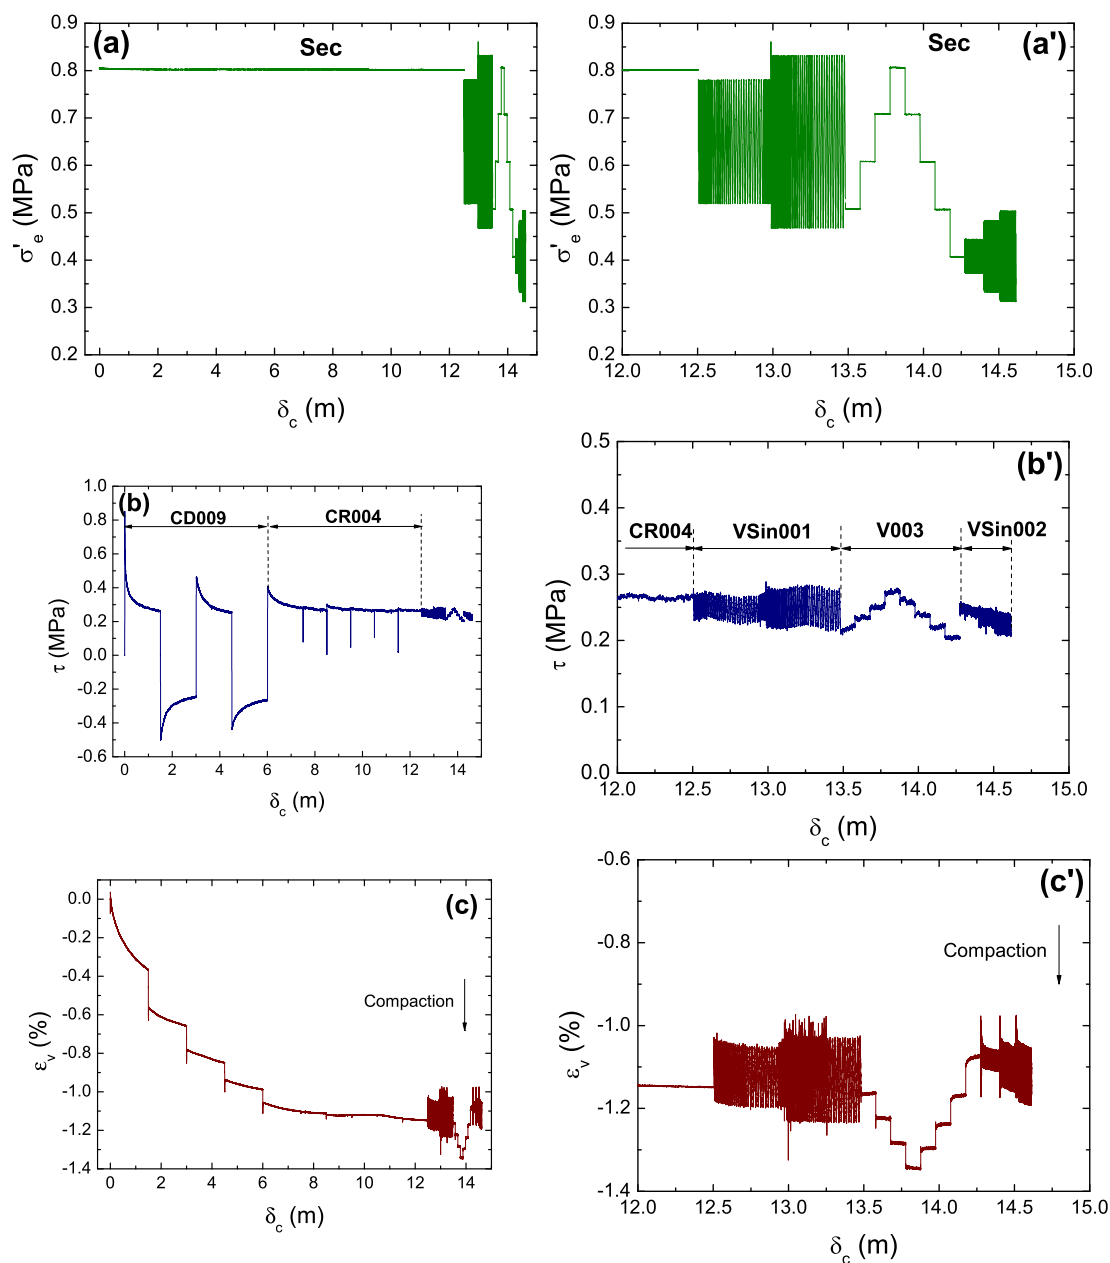 (a)
Sec
σ'e (MPa)
0.9
0.8
0.7
0.6
0.5
0.4
0.3
0.2
0 2 4 6 8 10 12 14
δc (m)
(a')
Sec
σ'e (MPa)
0.9
0.8
0.7
0.6
0.5
0.4
0.3
0.2
12.0 12.5 13.0 13.5 14.0 14.5 15.0
δc (m)
(b)
CD009 CR004
τ (MPa)
1.0
0.8
0.6
0.4
0.2
0.0
-0.2
-0.4
-0.6
0 2 4 6 8 10 12 14
δc (m)
(b')
CR004 VSin001 V003 VSin002
τ (MPa)
0.5
0.4
0.3
0.2
0.1
0.0
12.0 12.5 13.0 13.5 14.0 14.5 15.0
δc (m)
(c)
Compaction
εv (%)
0.0
-0.2
-0.4
-0.6
-0.8
-1.0
-1.2
-1.4
0 2 4 6 8 10 12 14
δc (m)
(c')
Compaction
εv (%)
-0.6
-0.8
-1.0
-1.2
-1.4
12.0 12.5 13.0 13.5 14.0 14.5 15.0
δc (m)